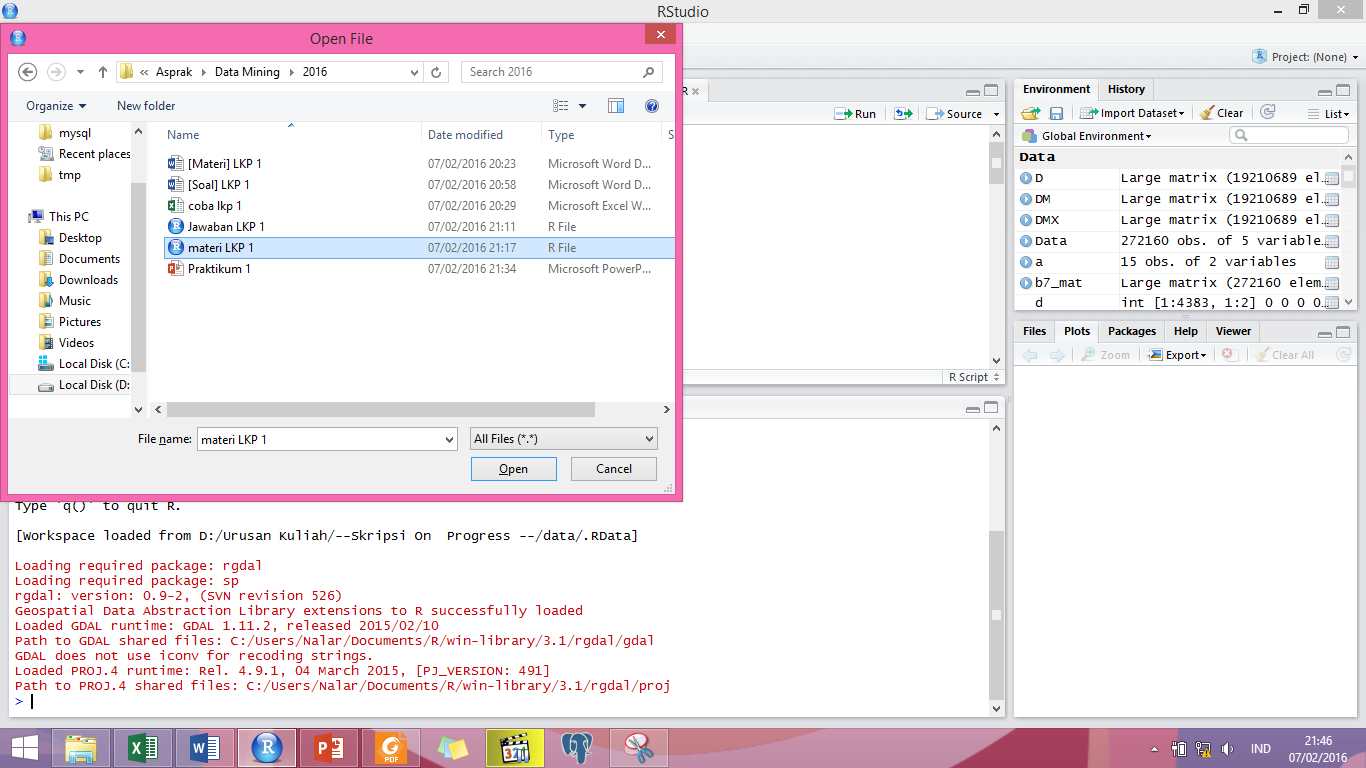 RStudio
Open File
Project: (None)
« Asprak Data Mining 2016
Search 2016
Organize
New folder
mysql
Recent places
tmp
This PC
Desktop
Documents
Downloads
Music
Pictures
Videos
Local Disk (C:
Local Disk (D:
Name Date modified Type S
[Materi] LKP 1 07/02/2016 20:23 Microsoft Word D...
[Soal] LKP 1 07/02/2016 20:58 Microsoft Word D...
coba lkp 1 07/02/2016 20:29 Microsoft Excel W...
Jawaban LKP 1 07/02/2016 21:11 R File
materi LKP 1 07/02/2016 21:17 R File
Praktikum 1 07/02/2016 21:34 Microsoft PowerP...
File name: materi LKP 1
All Files (*.*)
Open Cancel
R
Run Source
R Script
Environment History
Import Dataset Clear List
Global Environment
Data
D Large matrix (19210689 el...
DM Large matrix (19210689 el...
DMX Large matrix (19210689 el...
Data 272160 obs. of 5 variable...
a 15 obs. of 2 variables
b7_mat Large matrix (272160 elem...
d int [1:4383, 1:2] 0 0 0 0...
Files Plots Packages Help Viewer
Zoom Export Clear All
Type 'q()' to quit R.
[Workspace loaded from D:/Urusan Kuliah/--Skripsi On  Progress --/data/.RData]
Loading required package: rgdal
Loading required package: sp
rgdal: version: 0.9-2, (SVN revision 526)
Geospatial Data Abstraction Library extensions to R successfully loaded
Loaded GDAL runtime: GDAL 1.11.2, released 2015/02/10
Path to GDAL shared files: C:/Users/Nalar/Documents/R/win-library/3.1/rgdal/gdal
GDAL does not use iconv for recoding strings.
Loaded PROJ.4 runtime: Rel. 4.9.1, 04 March 2015, [PJ_VERSION: 491]
Path to PROJ.4 shared files: C:/Users/Nalar/Documents/R/win-library/3.1/rgdal/proj
>
PDF
321
IND
21:46
07/02/2016